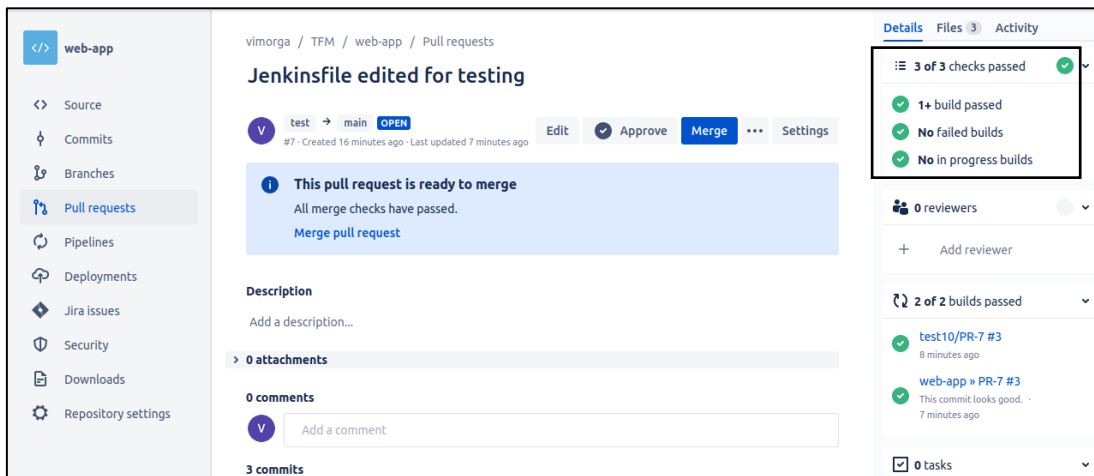 </> web-app
Source
Commits
Branches
Pull requests
Pipelines
Deployments
Jira issues
Security
Downloads
Repository settings
vimorga / TFM / web-app / Pull requests
Jenkinsfile edited for testing
V
test → main OPEN
#7 · Created 16 minutes ago · Last updated 7 minutes ago
Edit Approve Merge ••• Settings
This pull request is ready to merge
All merge checks have passed.
Merge pull request
Description
Add a description...
> 0 attachments
0 comments
V Add a comment
3 commits
Details Files 3 Activity
3 of 3 checks passed
1+ build passed
No failed builds
No in progress builds
0 reviewers
+ Add reviewer
2 of 2 builds passed
test10/PR-7 #3
8 minutes ago
web-app » PR-7 #3
This commit looks good. ·
7 minutes ago
0 tasks